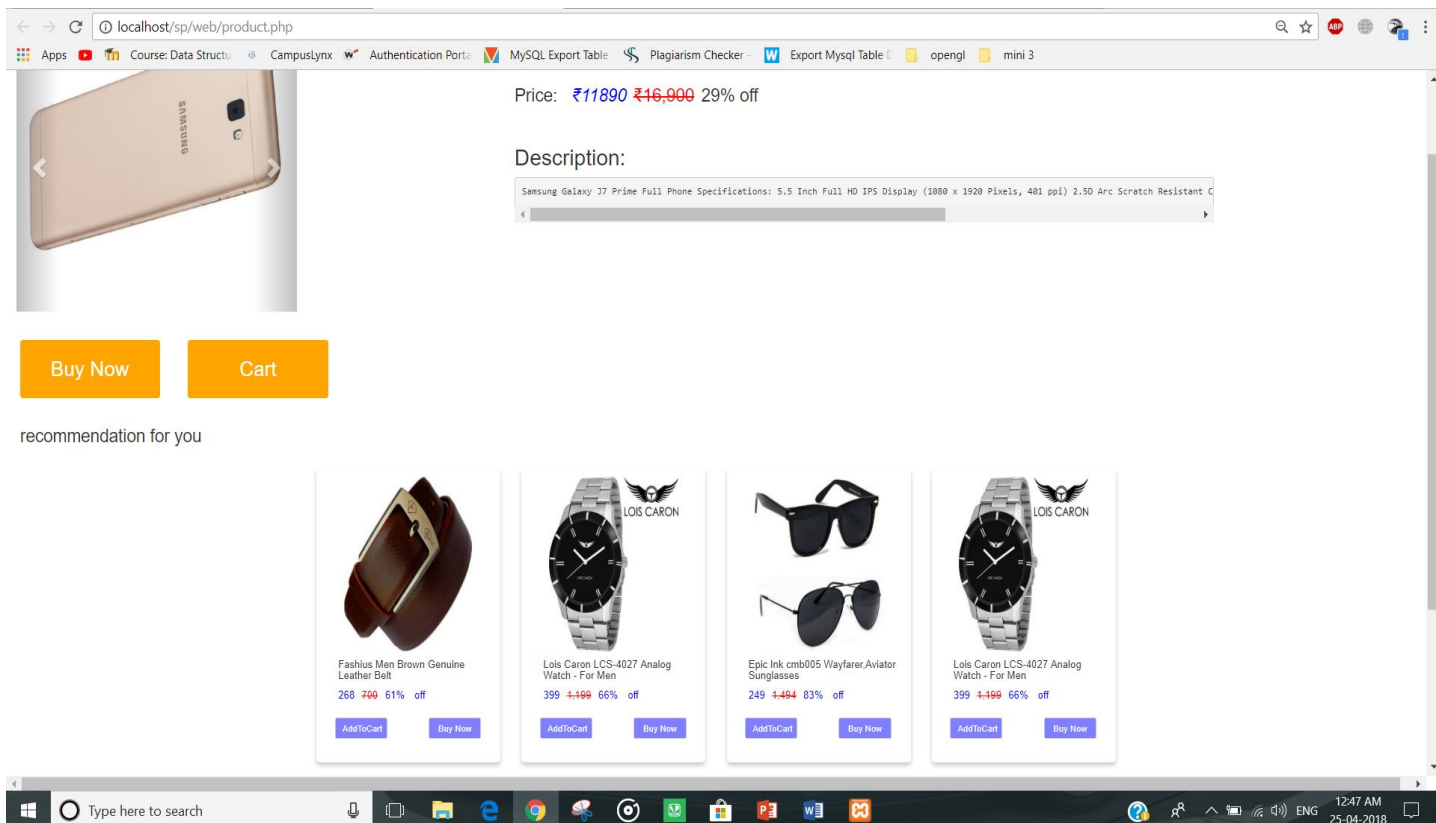 localhost/sp/web/product.php
ABP
Apps Course: Data Structu CampusLynx Authentication Porta MySQL Export Table Plagiarism Checker - Export Mysql Table D opengl mini 3
SAMSUNG
Price: ₹11890 ₹16,900 29% off
Description:
Samsung Galaxy J7 Prime Full Phone Specifications: 5.5 Inch Full HD IPS Display (1080 x 1920 Pixels, 401 ppi) 2.5D Arc Scratch Resistant C
Buy Now Cart
recommendation for you
LOIS CARON
LOIS CARON
Fashius Men Brown Genuine
Leather Belt
268 700 61% off
AddToCart Buy Now
Lois Caron LCS-4027 Analog
Watch - For Men
399 1,199 66% off
AddToCart Buy Now
Epic Ink cmb005 Wayfarer,Aviator
Sunglasses
249 1,494 83% off
AddToCart Buy Now
Lois Caron LCS-4027 Analog
Watch - For Men
399 1,199 66% off
AddToCart Buy Now
Type here to search
ENG
12:47 AM
25-04-2018